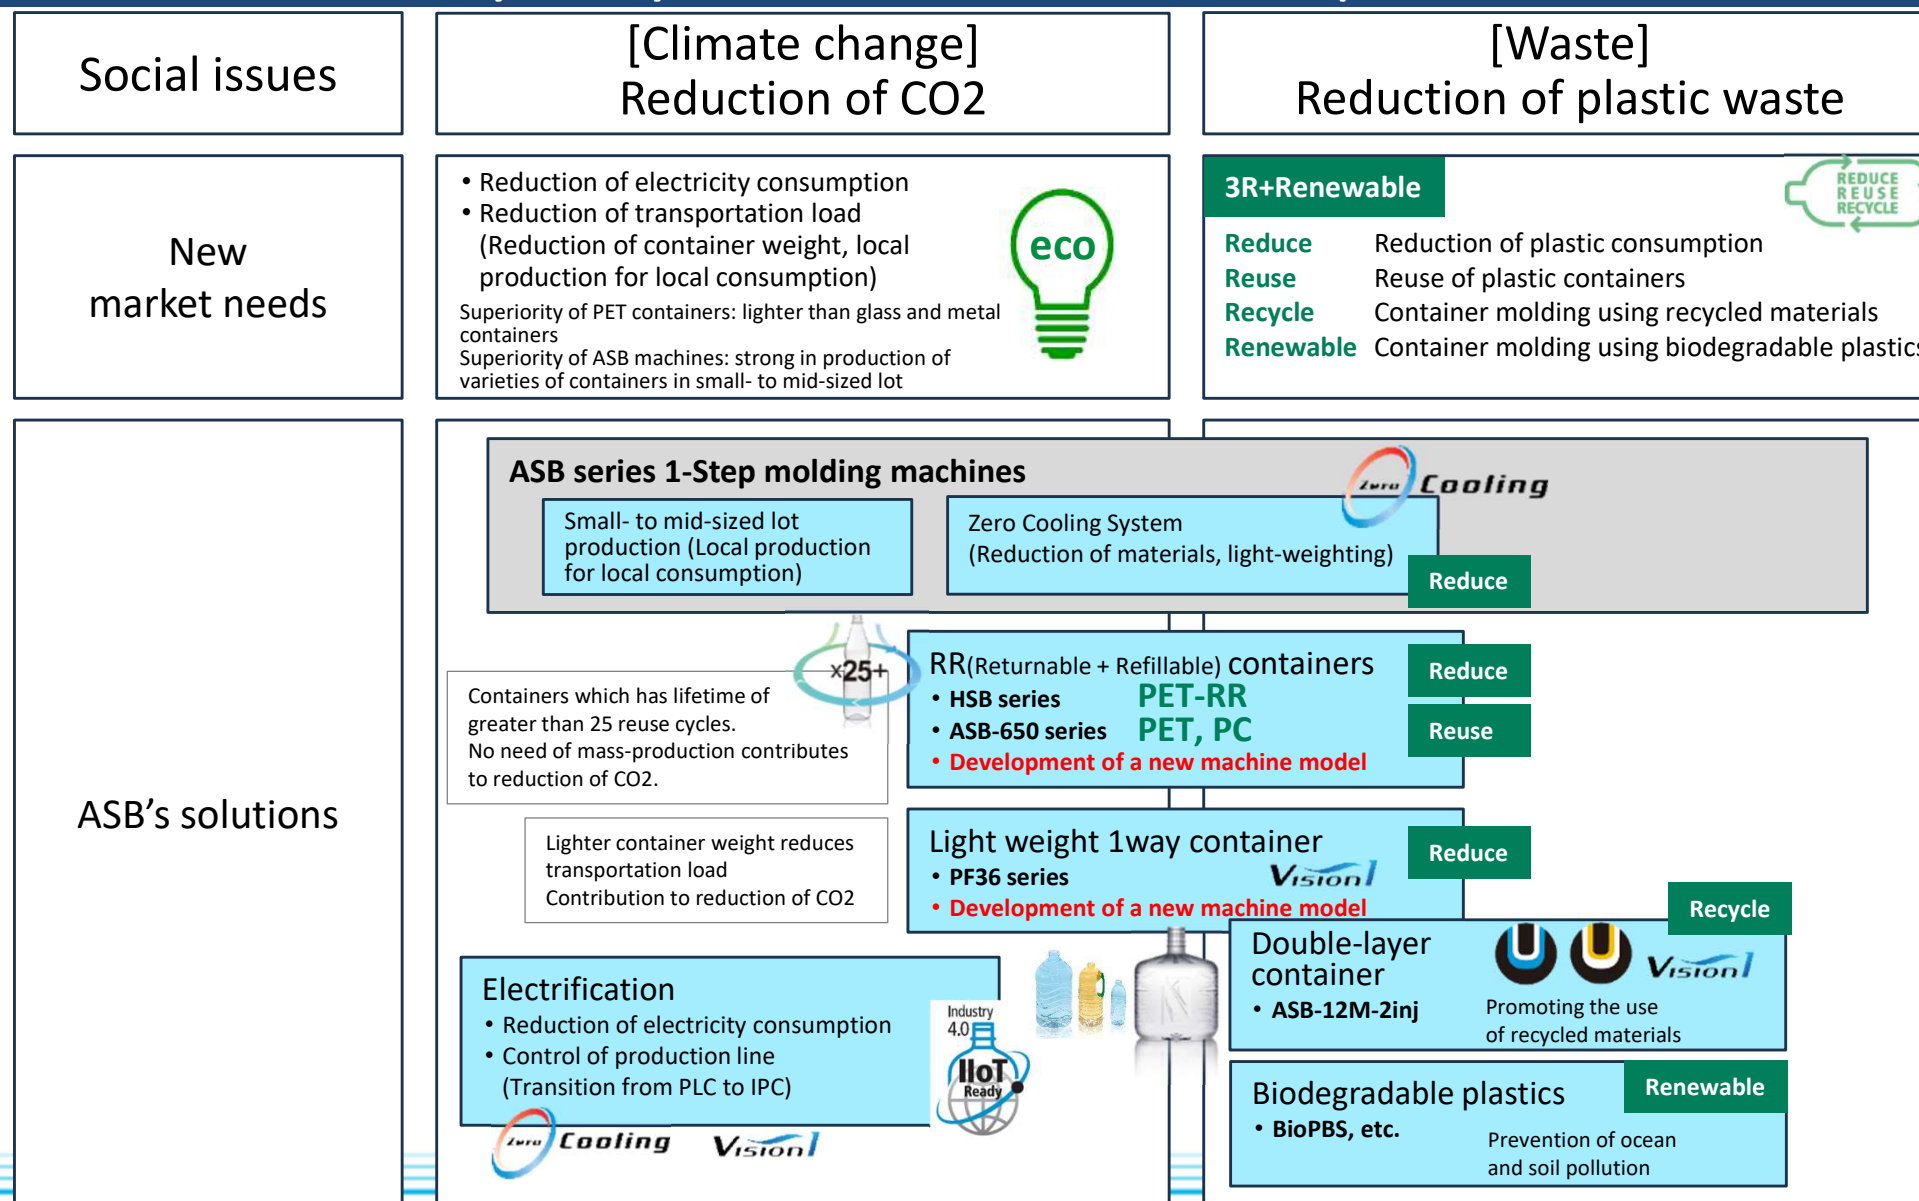 Social issues
[Climate change]
Reduction of CO2
[Waste]
Reduction of plastic waste
New
market needs
• Reduction of electricity consumption
• Reduction of transportation load
(Reduction of container weight, local
production for local consumption)
Superiority of PET containers: lighter than glass and metal
containers
Superiority of ASB machines: strong in production of
varieties of containers in small- to mid-sized lot
eco
3R+Renewable
REDUCE
REUSE
RECYCLE
Reduce Reduction of plastic consumption
Reuse Reuse of plastic containers
Recycle Container molding using recycled materials
Renewable Container molding using biodegradable plastics
ASB's solutions
ASB series 1-Step molding machines
Zero Cooling
Small- to mid-sized lot
production (Local production
for local consumption)
Zero Cooling System
(Reduction of materials, light-weighting)
Reduce
x25+
Containers which has lifetime of
greater than 25 reuse cycles.
No need of mass-production contributes
to reduction of CO2.
RR(Returnable + Refillable) containers
• HSB series PET-RR
• ASB-650 series PET, PC
• Development of a new machine model
Reduce
Reuse
Lighter container weight reduces
transportation load
Contribution to reduction of CO2
Light weight 1way container
• PF36 series
Vision1
• Development of a new machine model
Reduce
Recycle
Double-layer
container
• ASB-12M-2inj
Vision1
Promoting the use
of recycled materials
Electrification
• Reduction of electricity consumption
• Control of production line
(Transition from PLC to IPC)
Industry
4.0
IIoT
Ready
Zero Cooling
Vision1
Renewable
Biodegradable plastics
• BioPBS, etc.
Prevention of ocean
and soil pollution